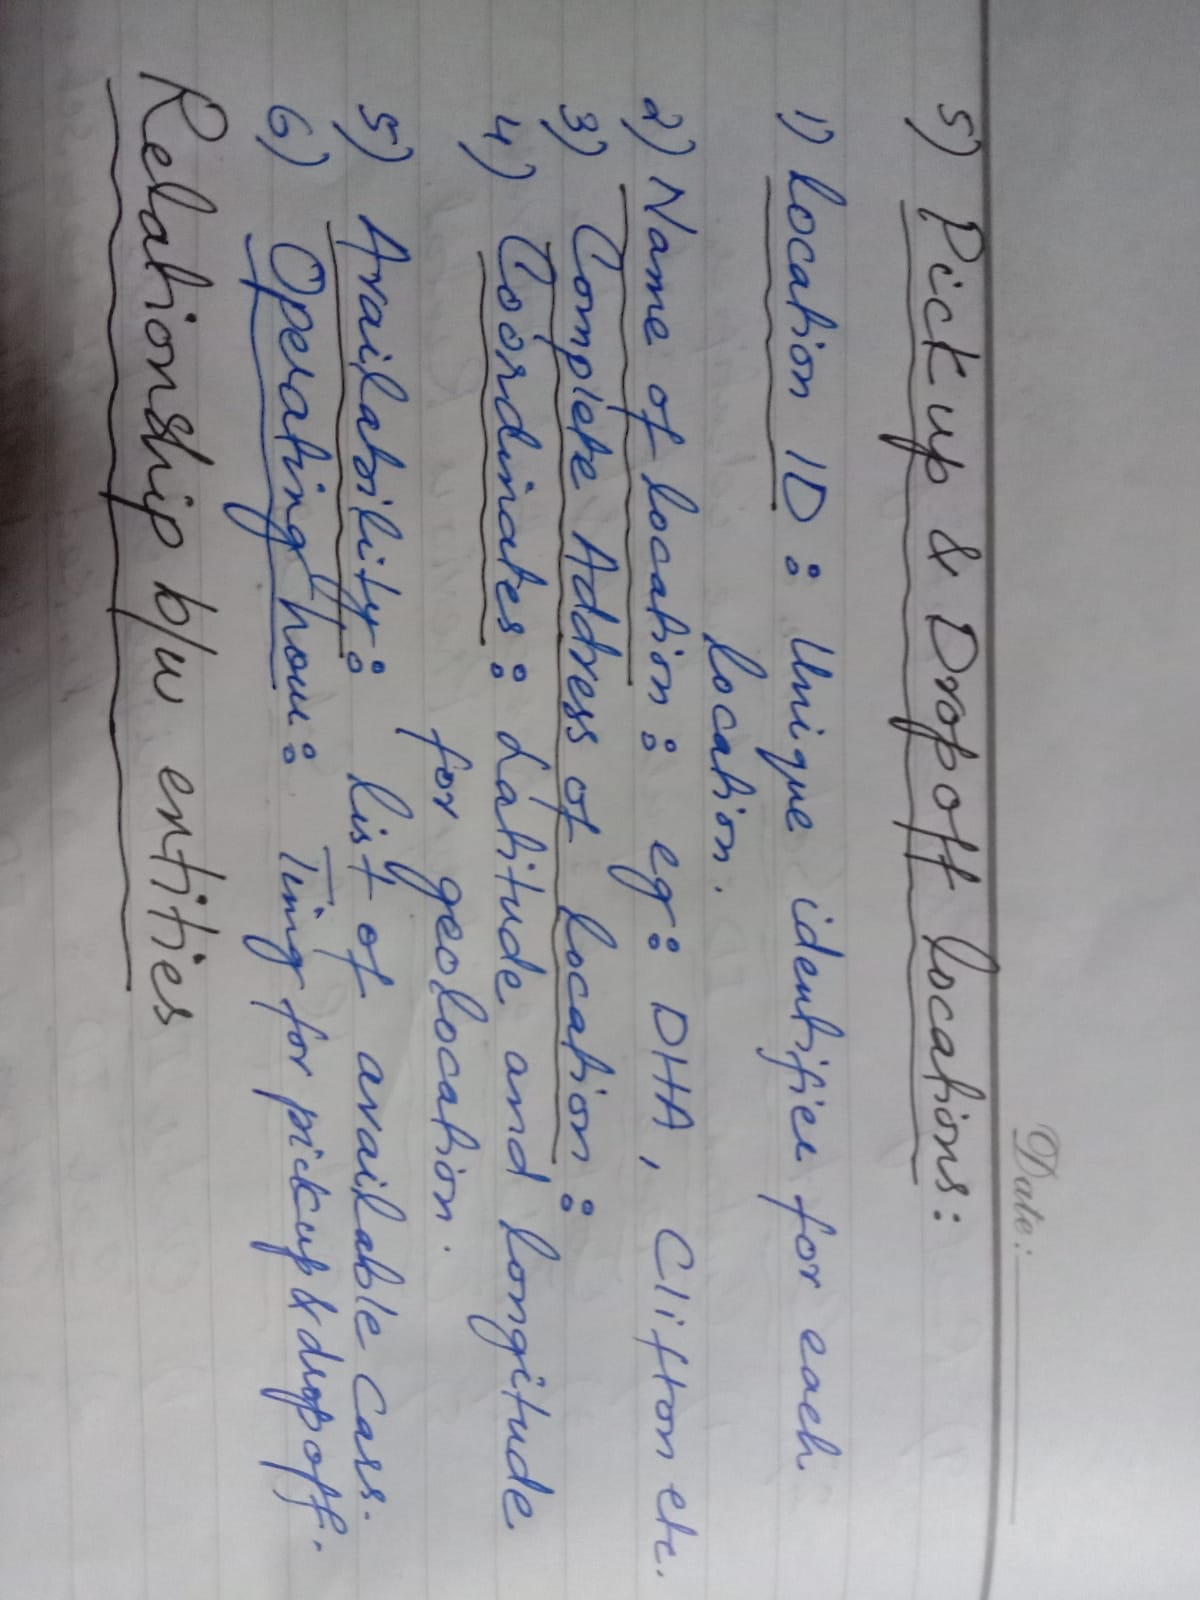 Date:
5) Pickup & Dropoff locations:
1) location ID : Unique identifier for each
location.
2) Name of location : eg: DHA, Clifton etc.
3) Complete Address of location :
4) Coordinates : Latitude and longitude
for geolocation.
5) Availability : list of available cars.
6) Operating hour : Timg for pickup & dropoff.
Relationship b/w entities